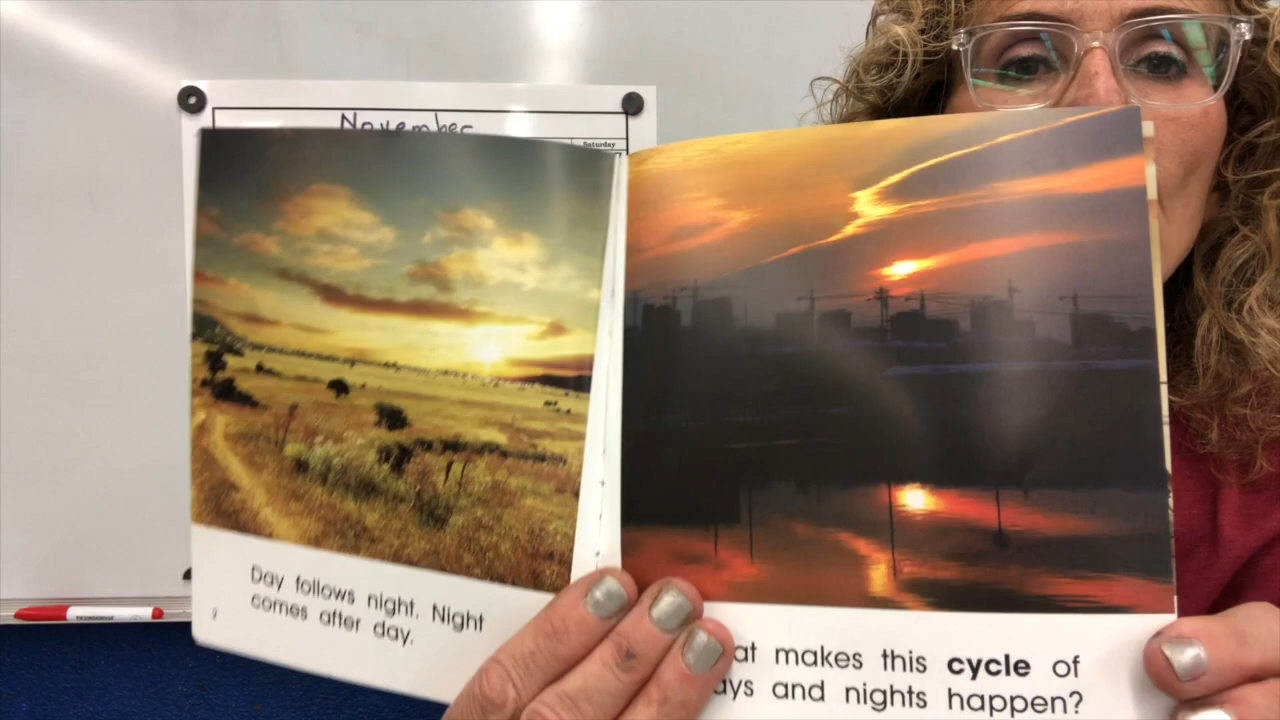 November
Saturday
Day follows night. Night
comes after day.
at makes this cycle of
ays and nights happen?